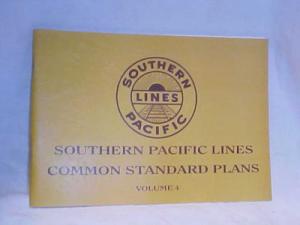 SOUTHERN
LINES
PACIFIC
SOUTHERN PACIFIC LINES
COMMON STANDARD PLANS
VOLUME 4